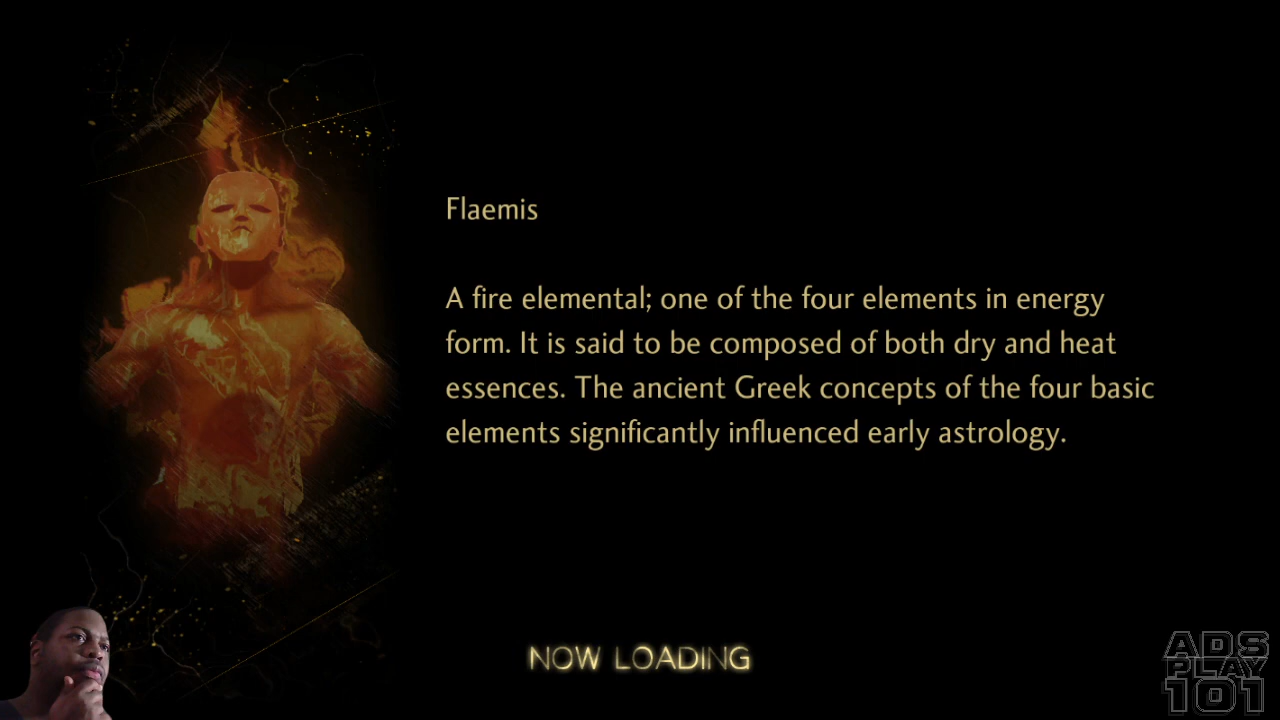 Flaemis
A fire elemental; one of the four elements in energy
form. It is said to be composed of both dry and heat
essences. The ancient Greek concepts of the four basic
elements significantly influenced early astrology.
NOW LOADING
ADS
PLAY
101